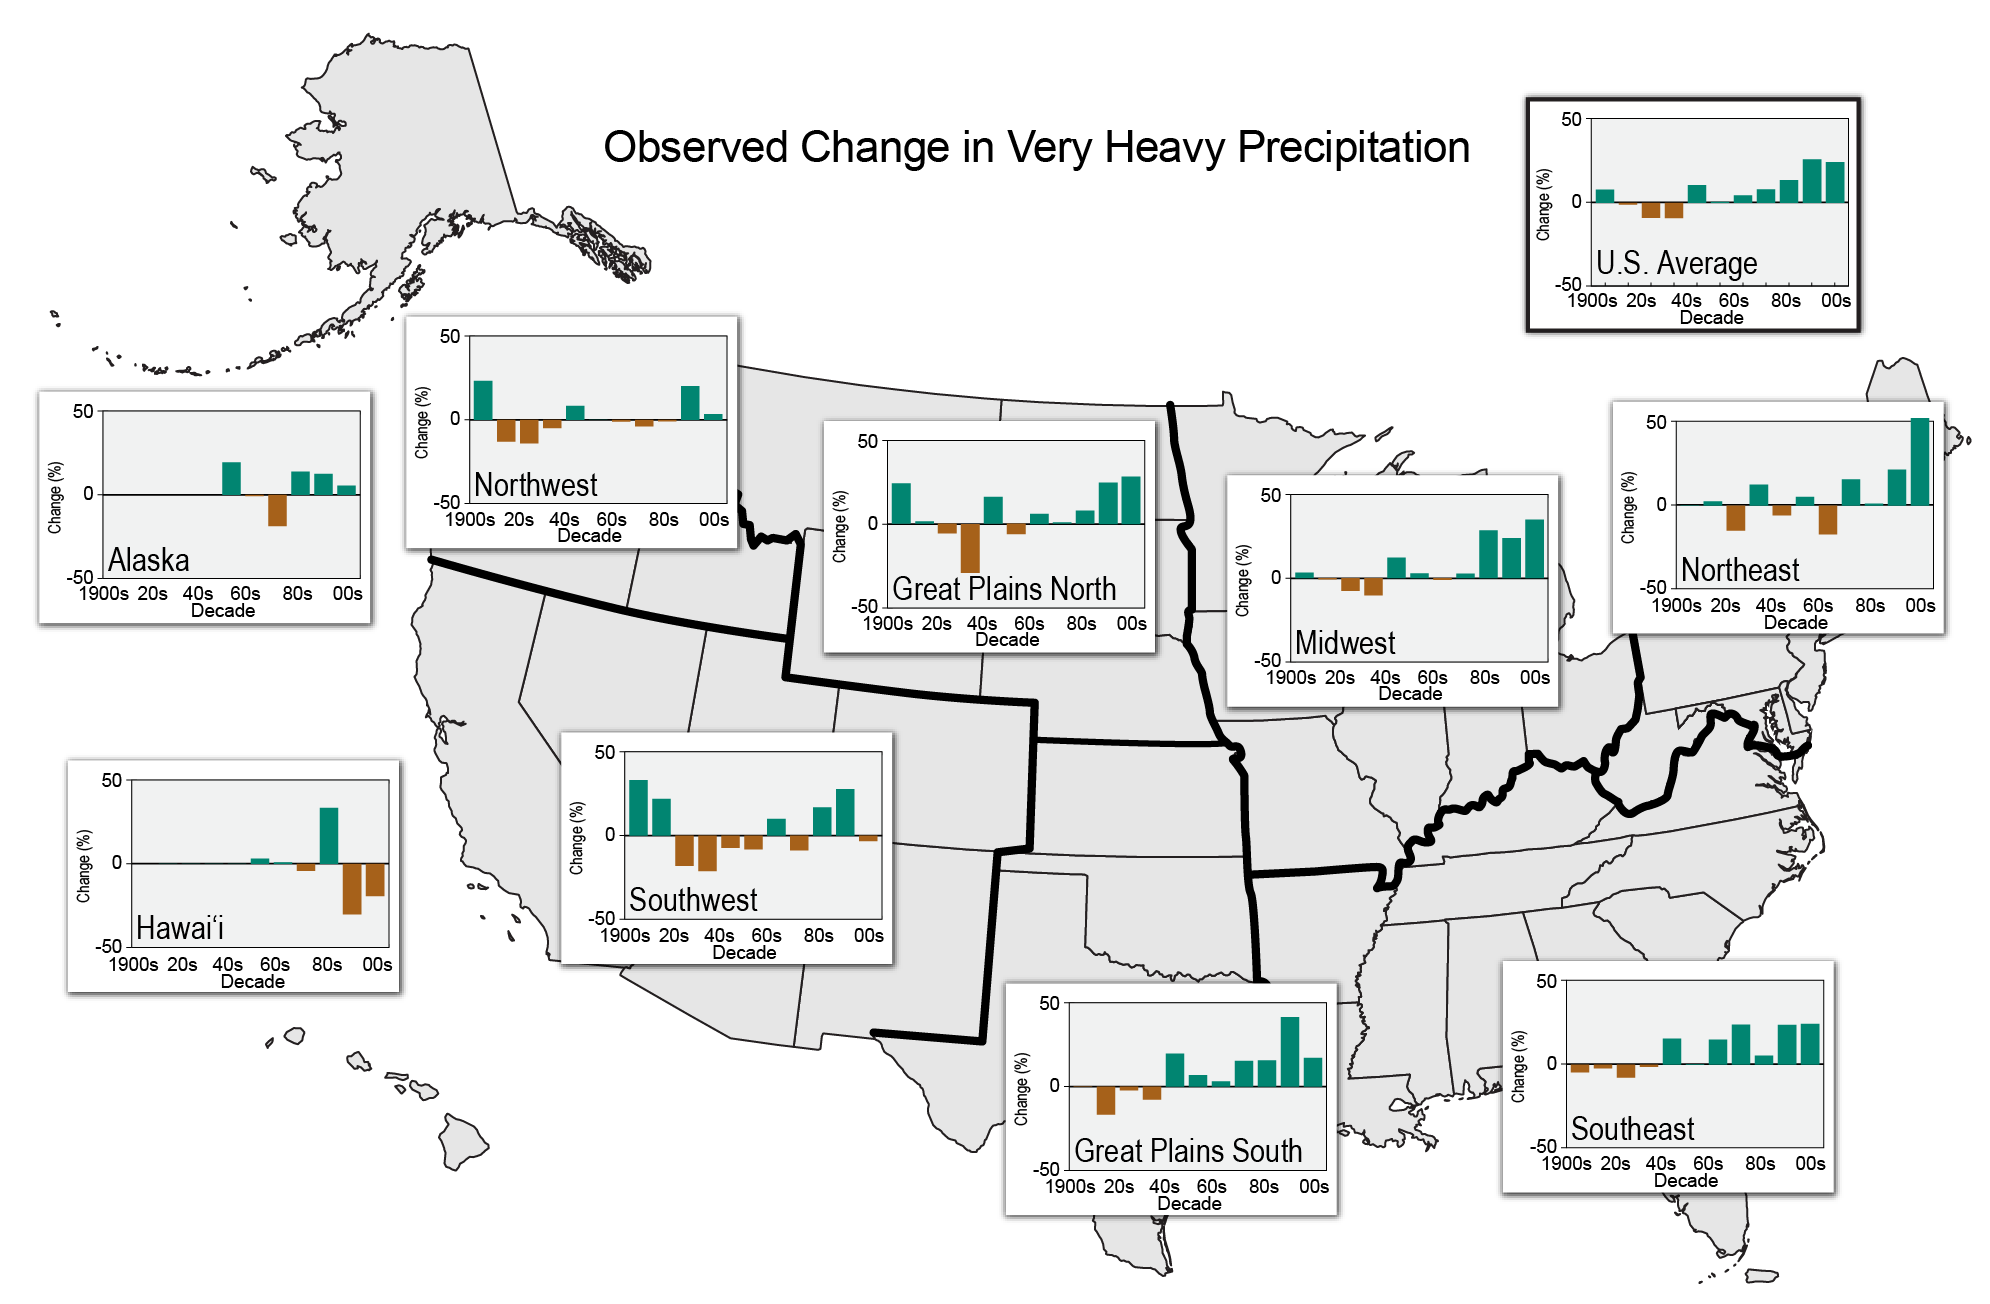 Observed Change in Very Heavy Precipitation
50
0
-50
Change (%)
U.S. Average
1900s 20s 40s 60s 80s 00s
Decade
50
0
-50
Change (%)
Northwest
1900s 20s 40s 60s 80s 00s
Decade
50
0
-50
Change (%)
Alaska
1900s 20s 40s 60s 80s 00s
Decade
50
0
-50
Change (%)
Great Plains North
1900s 20s 40s 60s 80s 00s
Decade
50
0
-50
Change (%)
Midwest
1900s 20s 40s 60s 80s 00s
Decade
50
0
-50
Change (%)
Northeast
1900s 20s 40s 60s 80s 00s
Decade
50
0
-50
Change (%)
Hawai‘i
1900s 20s 40s 60s 80s 00s
Decade
50
0
-50
Change (%)
Southwest
1900s 20s 40s 60s 80s 00s
Decade
50
0
-50
Change (%)
Great Plains South
1900s 20s 40s 60s 80s 00s
Decade
50
0
-50
Change (%)
Southeast
1900s 20s 40s 60s 80s 00s
Decade